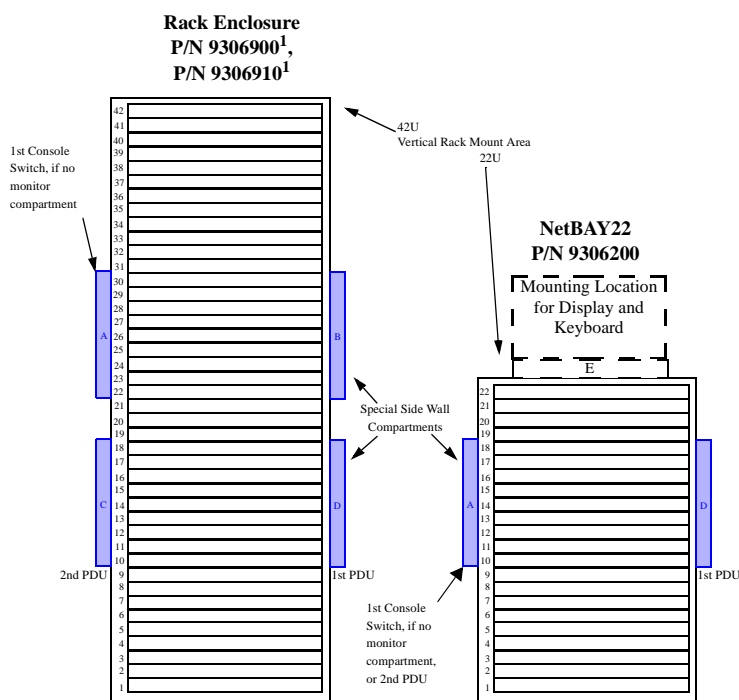 Rack Enclosure
P/N 9306900¹,
P/N 9306910¹
42U
Vertical Rack Mount Area
22U
1st Console
Switch, if no
monitor
compartment
NetBAY22
P/N 9306200
Mounting Location
for Display and
Keyboard
E
42
41
40
39
38
37
36
35
34
33
32
31
30
29
28
27
26
25
24
23
22
21
20
19
18
17
16
15
14
13
12
11
10
9
8
7
6
5
4
3
2
1
A
B
C
D
2nd PDU
1st PDU
Special Side Wall
Compartments
22
21
20
19
18
17
16
15
14
13
12
11
10
9
8
7
6
5
4
3
2
1
A
D
1st PDU
1st Console
Switch, if no
monitor
compartment,
or 2nd PDU